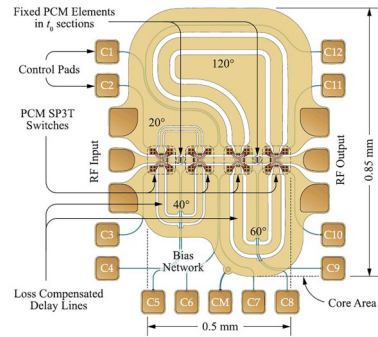 Fixed PCM Elements
in t₀ sections
C1
C12
Control Pads
120°
C2
C11
PCM SP3T
Switches
20°
RF Input
RF Output
0.85 mm
40°
60°
C3
C10
Bias
Network
C4
C9
Loss Compensated
Delay Lines
C5
C6
CM
C7
C8
Core Area
0.5 mm